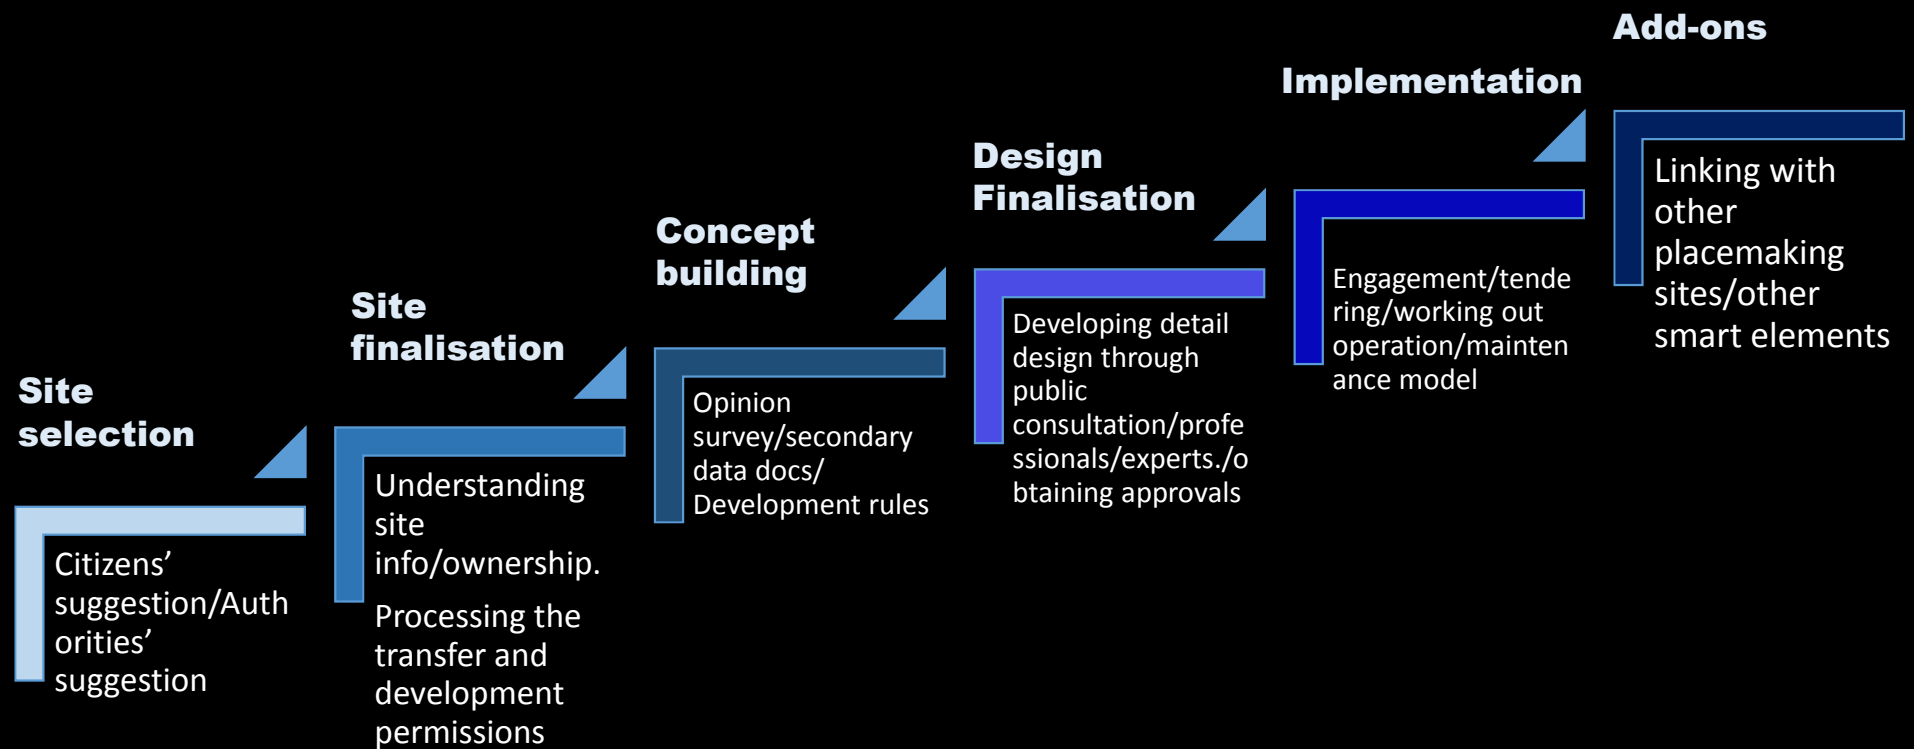 Site
selection
Citizens’
suggestion/Auth
orities’
suggestion
Site
finalisation
Understanding
site
info/ownership.
Processing the
transfer and
development
permissions
Concept
building
Opinion
survey/secondary
data docs/
Development rules
Design
Finalisation
Developing detail
design through
public
consultation/profe
ssionals/experts./o
btaining approvals
Implementation
Engagement/tende
ring/working out
operation/mainten
ance model
Add-ons
Linking with
other
placemaking
sites/other
smart elements